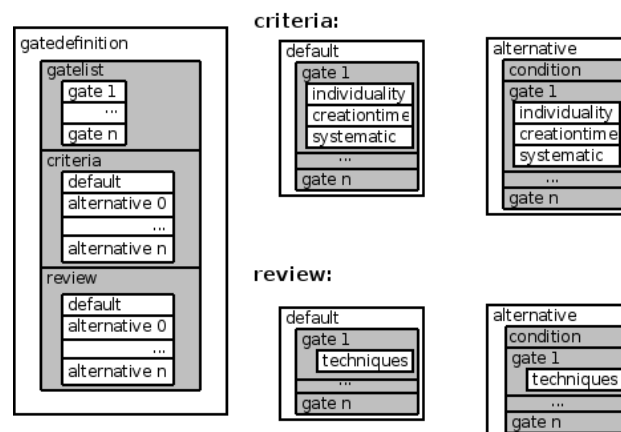 gatedefinition
gatelist
gate 1
...
gate n
criteria
default
alternative 0
...
alternative n
review
default
alternative 0
...
alternative n
criteria:
default
gate 1
individuality
creationtime
systematic
...
gate n
alternative
condition
gate 1
individuality
creationtime
systematic
...
gate n
review:
default
gate 1
techniques
...
gate n
alternative
condition
gate 1
techniques
...
gate n